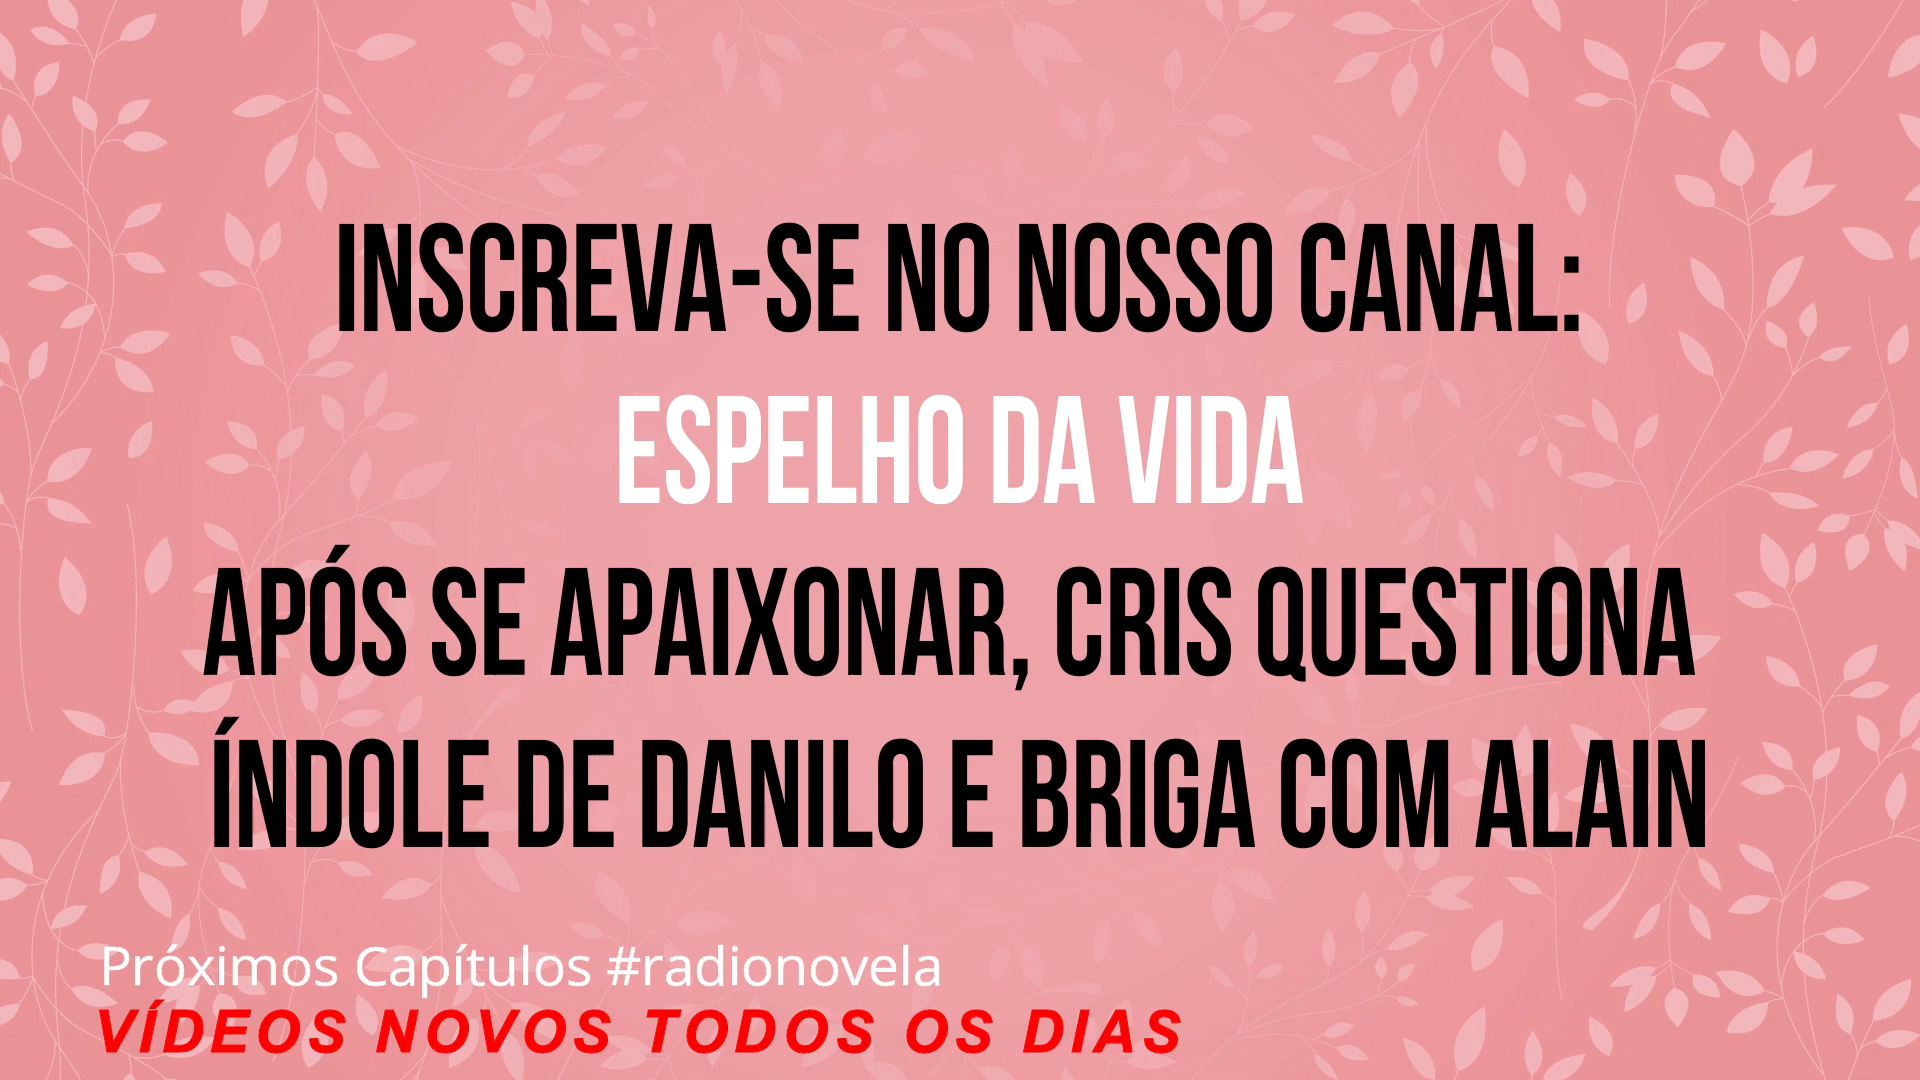 INSCREVA-SE NO NOSSO CANAL:
ESPELHO DA VIDA
APÓS SE APAIXONAR, CRIS QUESTIONA
ÍNDOLE DE DANILO E BRIGA COM ALAIN
Próximos Capítulos #radionovela
VÍDEOS NOVOS TODOS OS DIAS